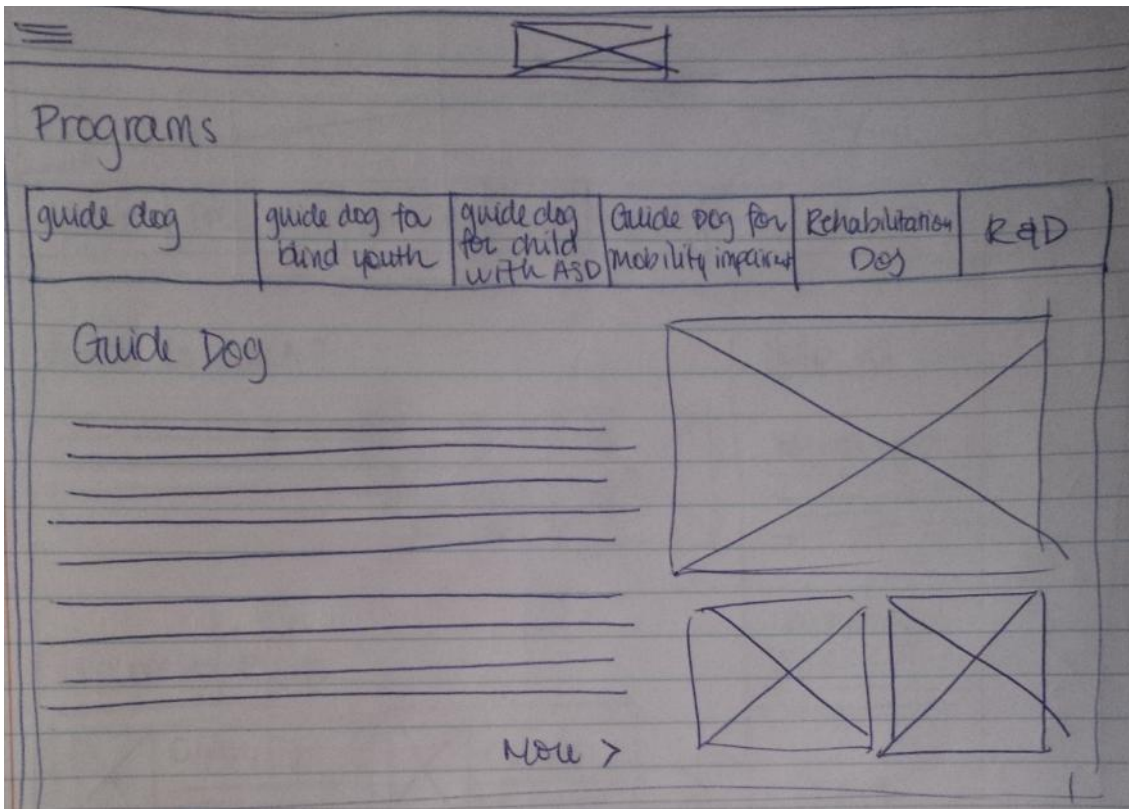 Programs
guide dog
guide dog for
blind youth
guide dog
for child
with ASD
Guide Dog for
mobility impaired
Rehabilitation
Dog
R&D
Guide Dog
More >